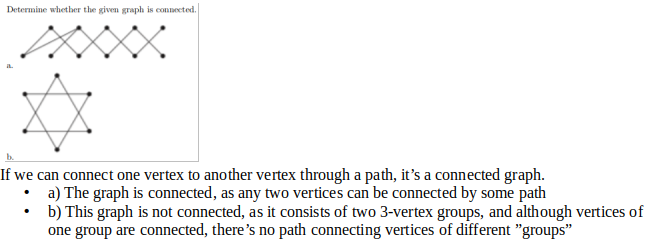 Determine whether the given graph is connected.
a.
b.
If we can connect one vertex to another vertex through a path, it’s a connected graph.
• a) The graph is connected, as any two vertices can be connected by some path
• b) This graph is not connected, as it consists of two 3-vertex groups, and although vertices of
one group are connected, there’s no path connecting vertices of different ”groups”